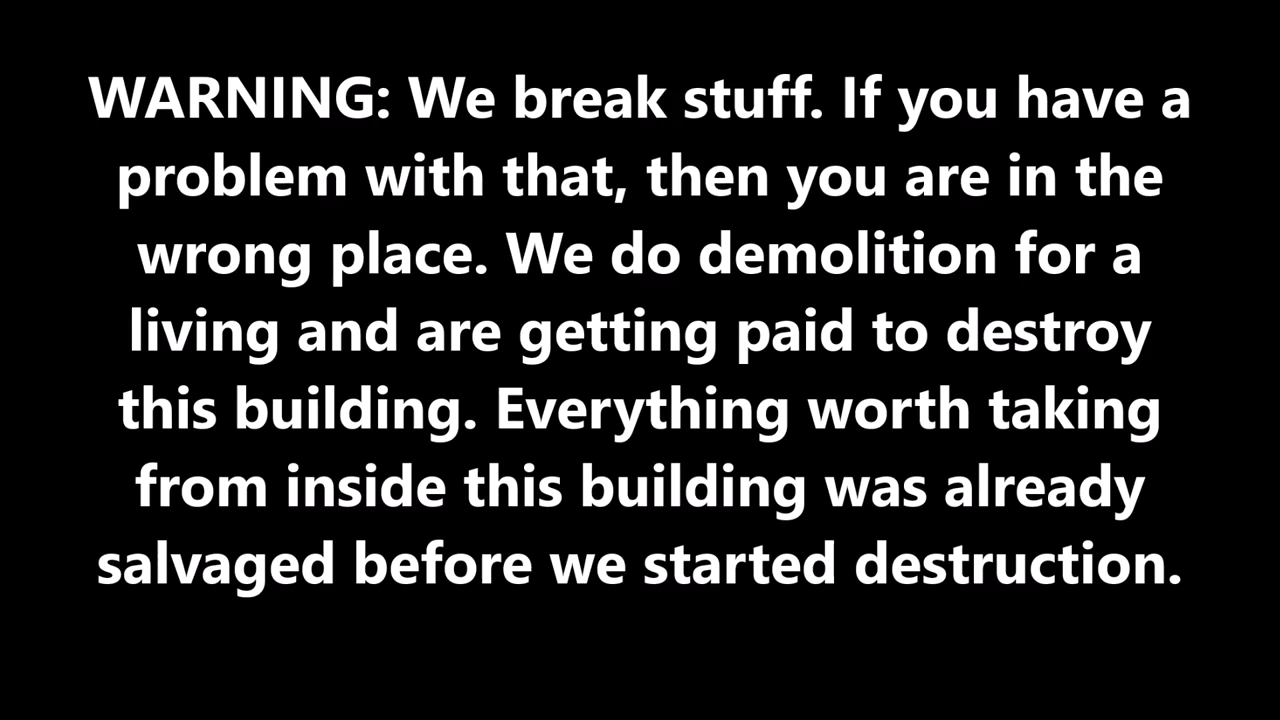 WARNING: We break stuff. If you have a
problem with that, then you are in the
wrong place. We do demolition for a
living and are getting paid to destroy
this building. Everything worth taking
from inside this building was already
salvaged before we started destruction.